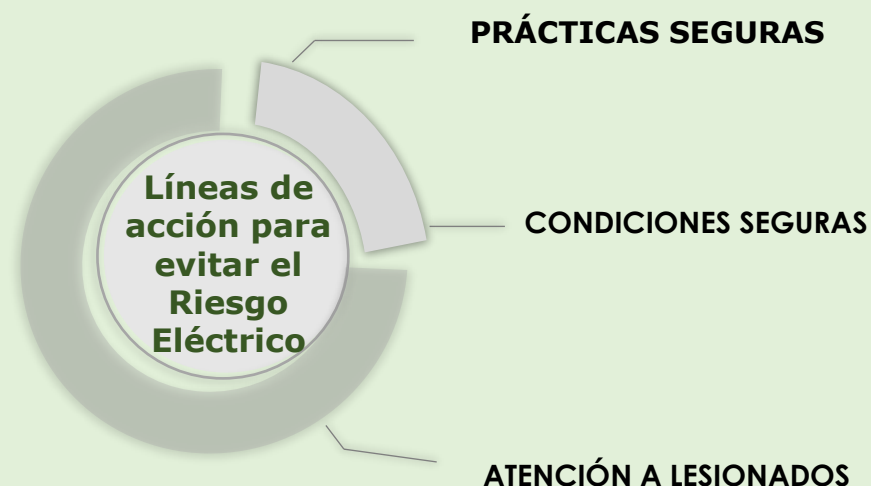 PRÁCTICAS SEGURAS
Líneas de
acción para
evitar el
Riesgo
Eléctrico
CONDICIONES SEGURAS
ATENCIÓN A LESIONADOS